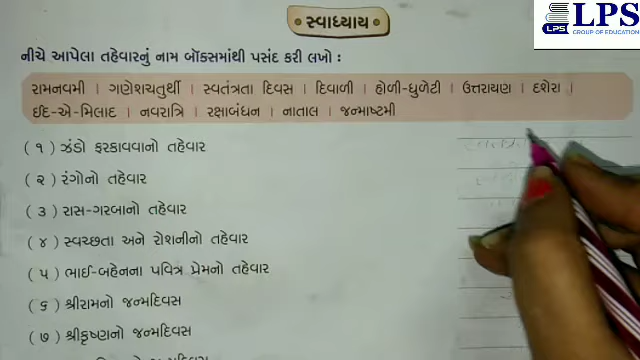 સ્વાધ્યાય
LPS
LPS
GROUP OF EDUCATION
નીચે આપેલા તહેવારનું નામ બૉક્સમાંથી પસંદ કરી લખો :
રામનવમી | ગણેશચતુર્થી | સ્વતંત્રતા દિવસ | દિવાળી | હોળી-ધુળેટી | ઉત્તરાયણ | દશેરા |
ઈદ-એ-મિલાદ | નવરાત્રિ | રક્ષાબંધન | નાતાલ | જન્માષ્ટમી
(૧) ઝંડો ફરકાવવાનો તહેવાર
(૨) રંગોનો તહેવાર
(૩) રાસ-ગરબાનો તહેવાર
(૪) સ્વચ્છતા અને રોશનીનો તહેવાર
(૫) ભાઈ-બહેનના પવિત્ર પ્રેમનો તહેવાર
(૬) શ્રીરામનો જન્મદિવસ
(૭) શ્રીકૃષ્ણનો જન્મદિવસ